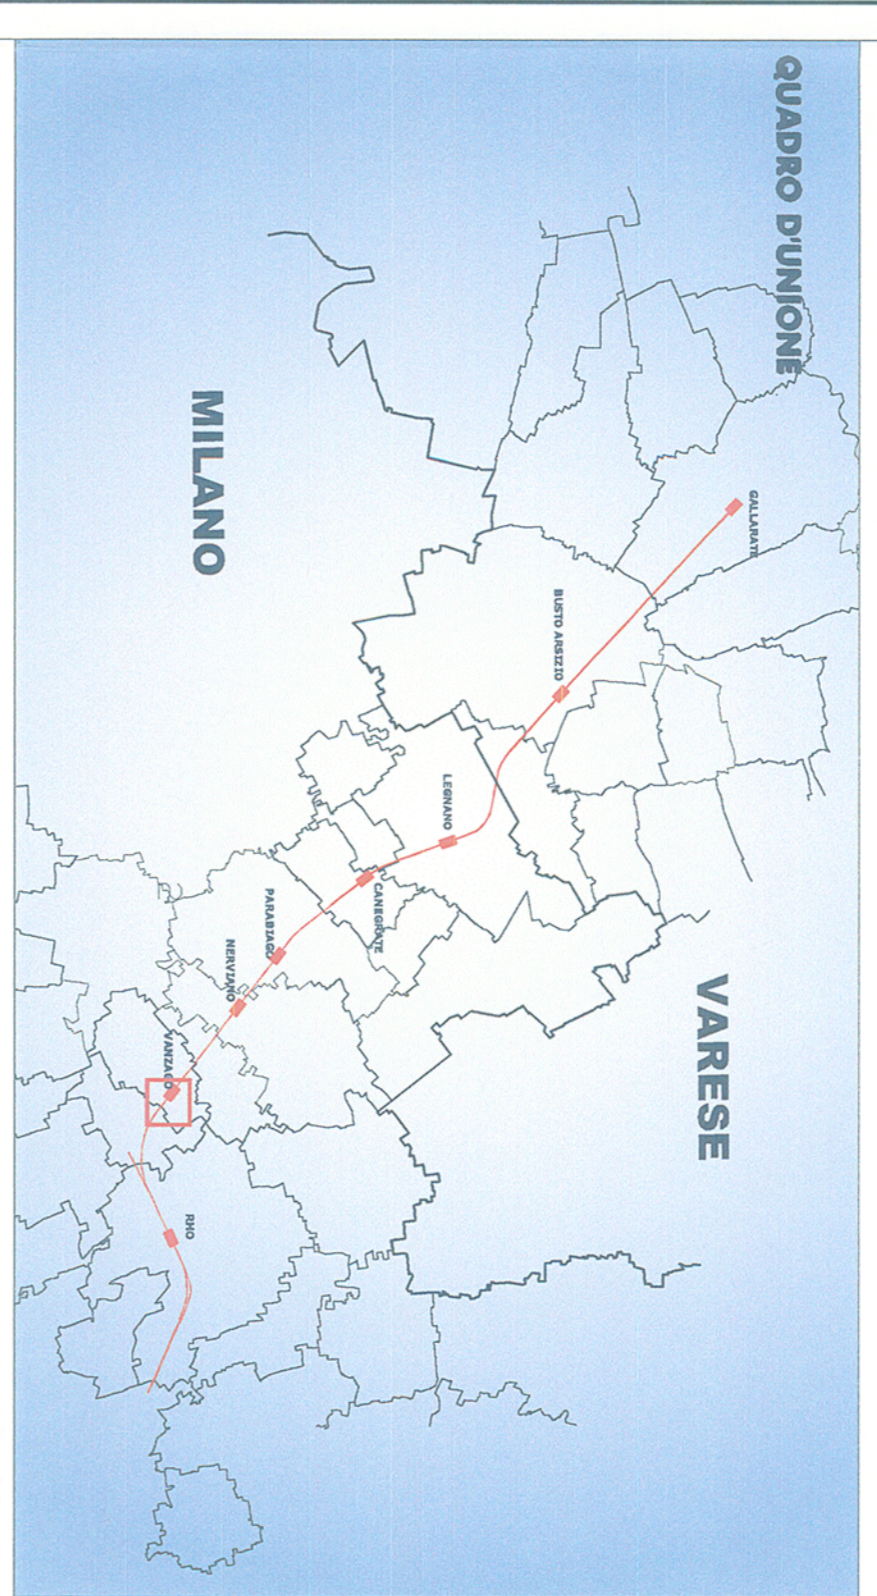 QUADRO D'UNIONE
VARESE
MILANO
GALLARATE
BUSTO ARSIZIO
LEGNANO
CANEGRATE
PARABIAGO
NERVIANO
VANZAGO
RHO